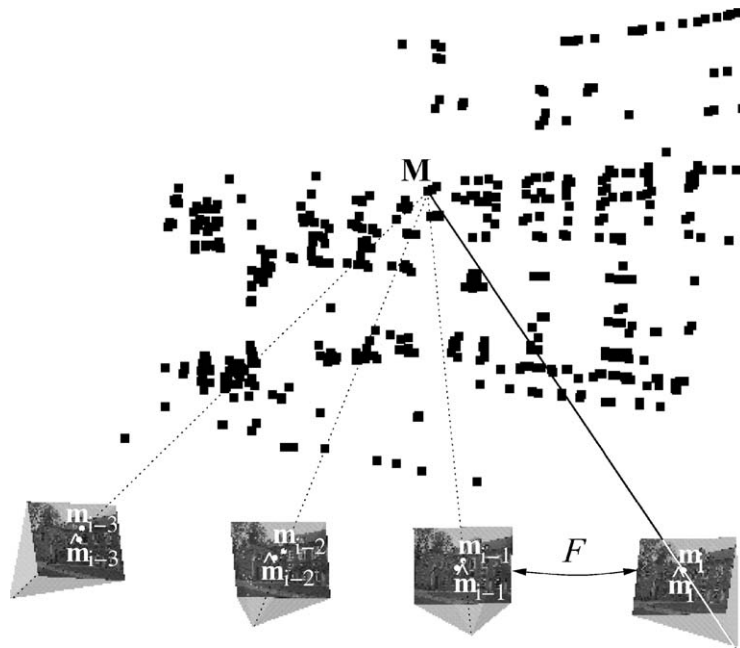 M
m i-3
m̂ i-3
m i-2
m̂ i-2
m i-1
m̂ i-1
F
m i
m̂ i